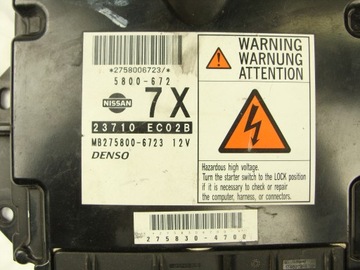 *2758006723/*
5800-672
NISSAN
7X
23710 EC02B
MB275800-6723 12V
DENSO
WARNING
WARNUNG
ATTENTION
Hazardous high voltage.
Turn the starter switch to the LOCK position
if it is necessary to check or repair
the computer, harness, or connectors.
275830-4700